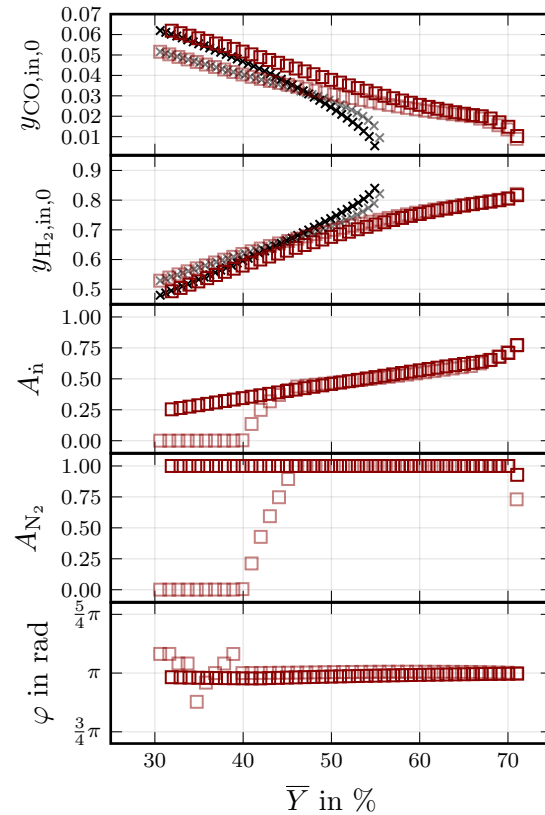 0.07
0.06
0.05
0.04
0.03
0.02
0.01
y_CO,in,0
0.9
0.8
0.7
0.6
0.5
y_H₂,in,0
1.00
0.75
0.50
0.25
0.00
A_ṅ
1.00
0.75
0.50
0.25
0.00
A_N₂
5/4 π
π
3/4 π
φ in rad
30 40 50 60 70
Y̅ in %